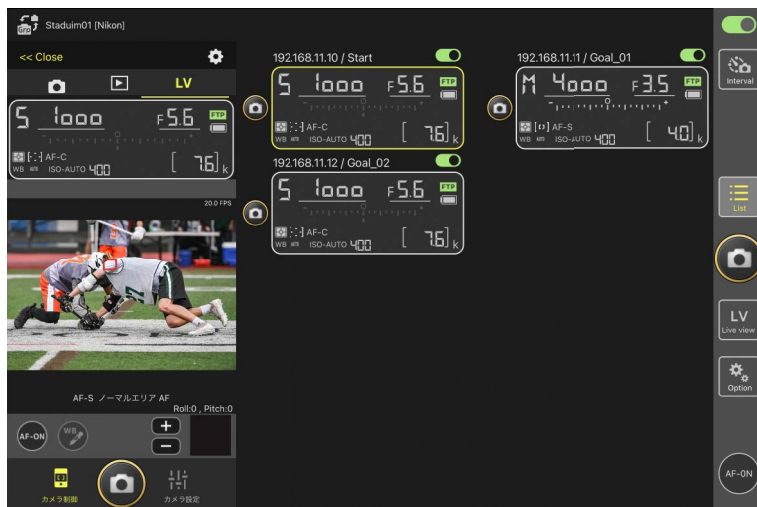 Grp Staduim01 [Nikon]
<< Close
LV
S 1000 F5.6 FTP
AF-C
WB AUTO ISO-AUTO 400 [ 7.6] k
20.0 FPS
AF-S ノーマルエリア AF
Roll:0 , Pitch:0
AF-ON WB + −
カメラ制御 カメラ設定
192.168.11.10 / Start
S 1000 F5.6 FTP
AF-C
WB AUTO ISO-AUTO 400 [ 7.6] k
192.168.11.11 / Goal_01
M 4000 F3.5 FTP
AF-S
WB AUTO ISO-AUTO 400 [ 4.0] k
192.168.11.12 / Goal_02
S 1000 F5.6 FTP
AF-C
WB AUTO ISO-AUTO 400 [ 7.6] k
Interval
List
LV
Live view
Option
AF-ON